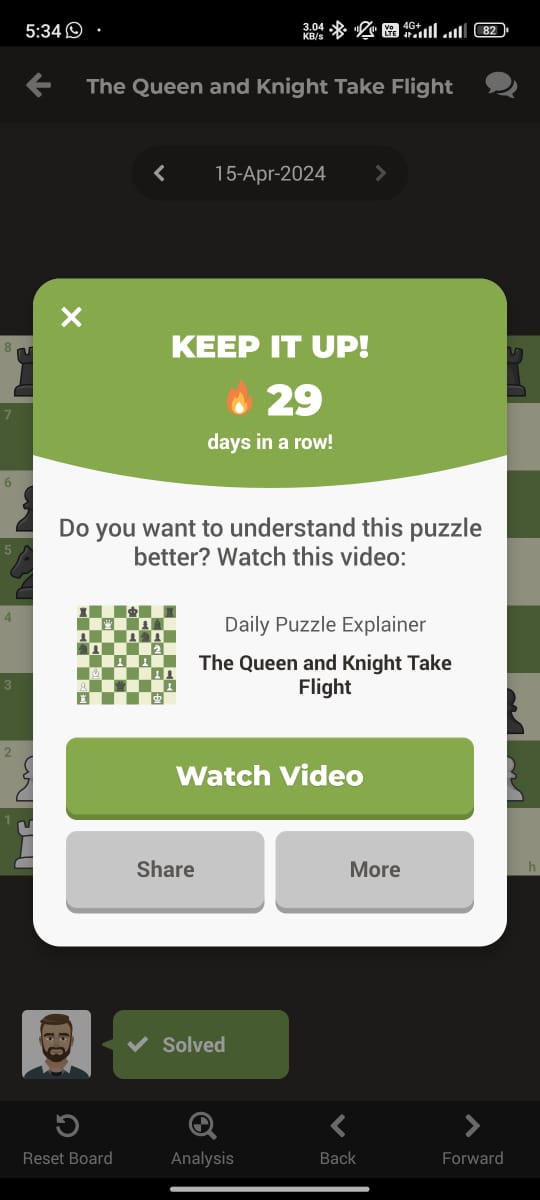 5:34
3.04 KB/s
Vo LTE
4G+
82
The Queen and Knight Take Flight
15-Apr-2024
KEEP IT UP!
29
days in a row!
8
7
6
5
4
3
2
1
h
Do you want to understand this puzzle
better? Watch this video:
Daily Puzzle Explainer
The Queen and Knight Take
Flight
Watch Video
Share
More
Solved
Reset Board
Analysis
Back
Forward